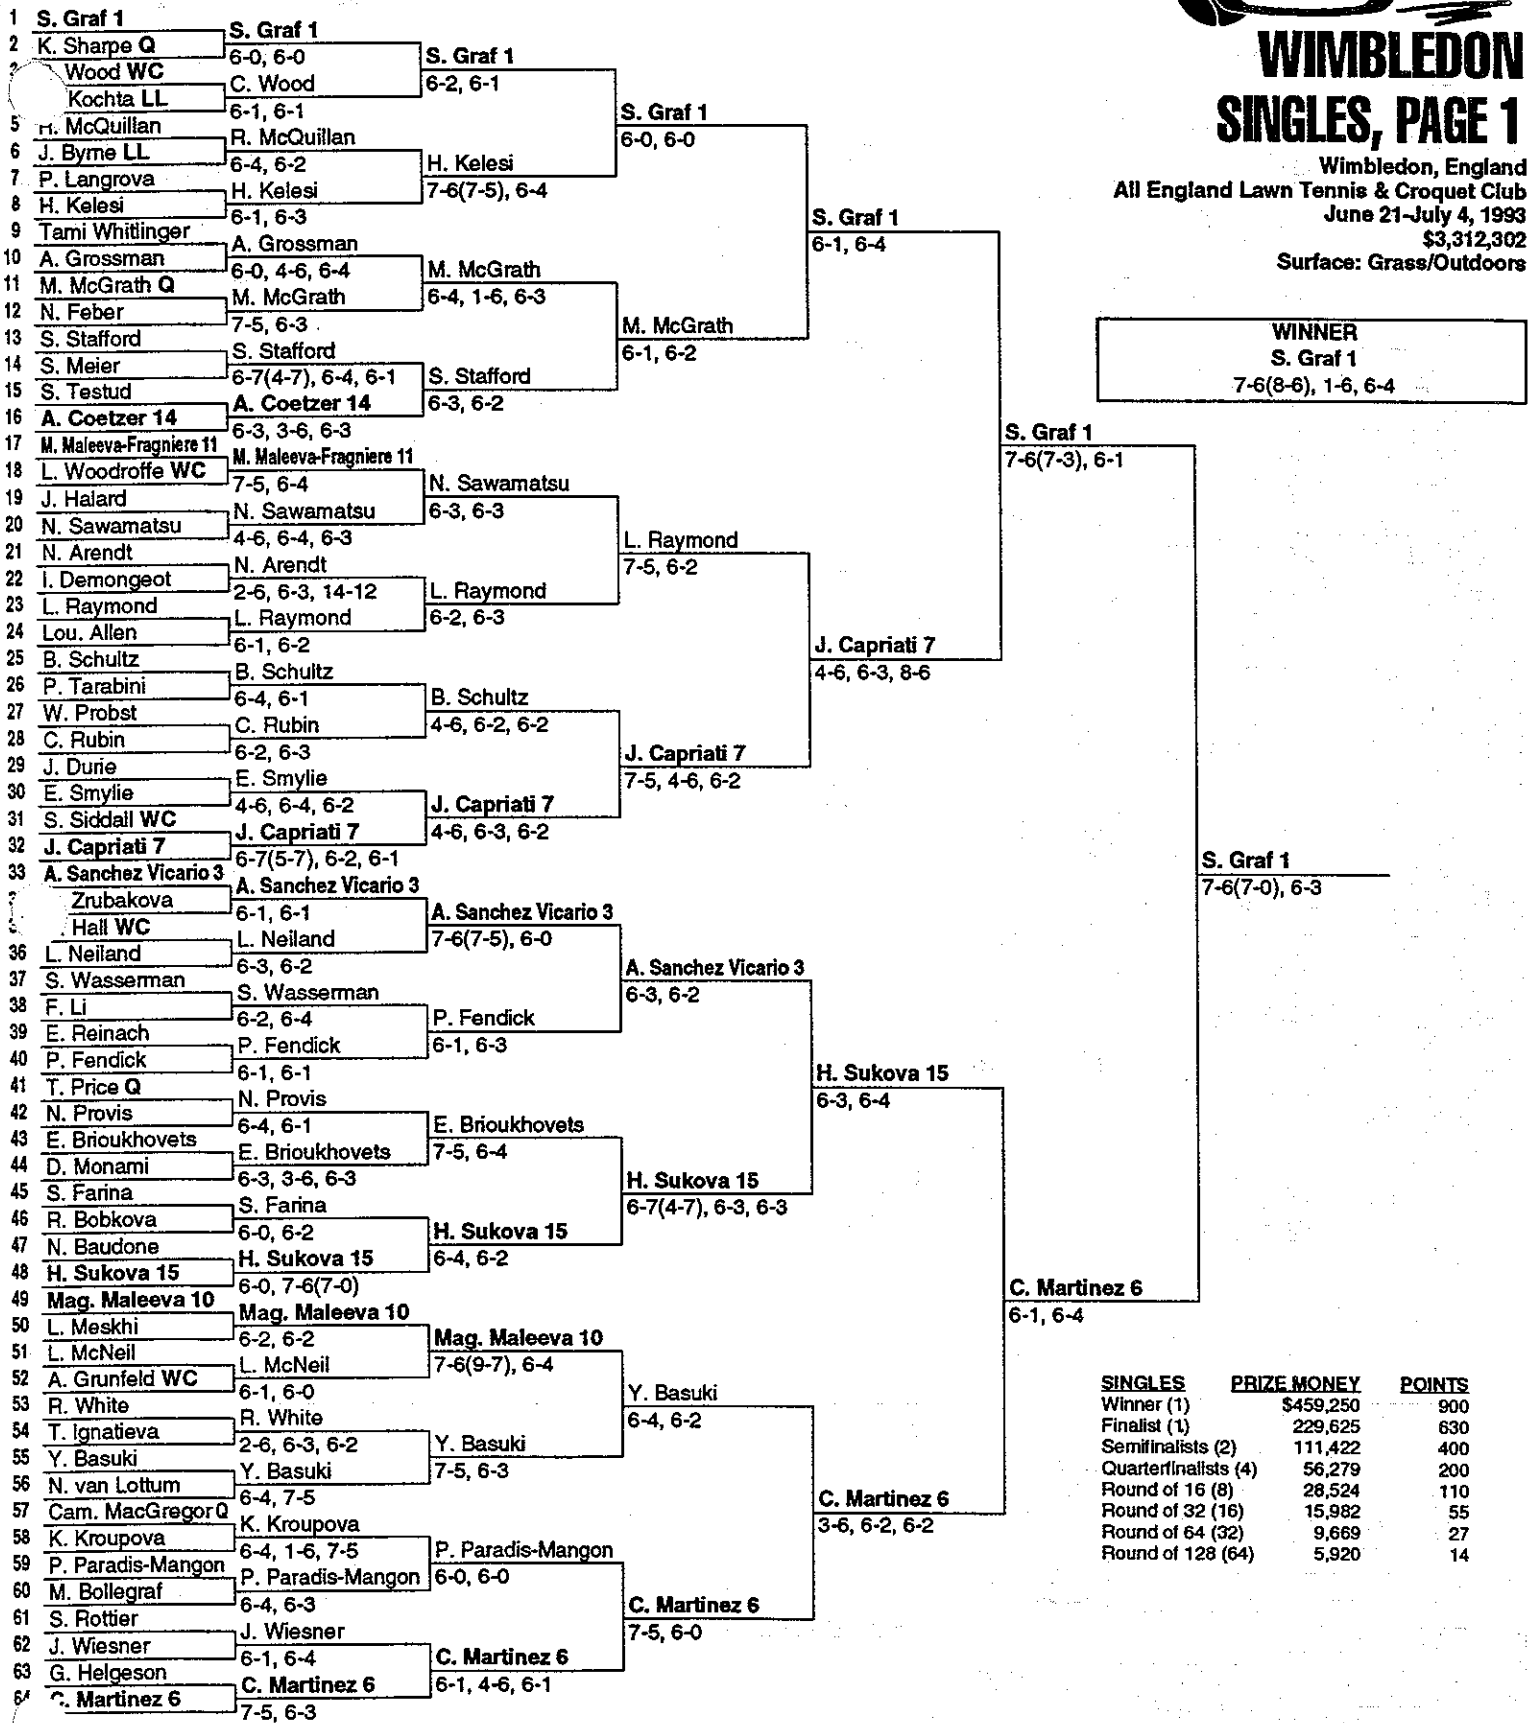 WIMBLEDON
SINGLES, PAGE 1
Wimbledon, England
All England Lawn Tennis & Croquet Club
June 21-July 4, 1993
$3,312,302
Surface: Grass/Outdoors
WINNER
S. Graf 1
7-6(8-6), 1-6, 6-4
1 S. Graf 1
2 K. Sharpe Q
Wood WC
Kochta LL
5 McQuillan
6 J. Byrne LL
7 P. Langrova
8 H. Kelesi
9 Tami Whitlinger
10 A. Grossman
11 M. McGrath Q
12 N. Feber
13 S. Stafford
14 S. Meier
15 S. Testud
16 A. Coetzer 14
17 M. Maleeva-Fragniere 11
18 L. Woodroffe WC
19 J. Halard
20 N. Sawamatsu
21 N. Arendt
22 I. Demongeot
23 L. Raymond
24 Lou. Allen
25 B. Schultz
26 P. Tarabini
27 W. Probst
28 C. Rubin
29 J. Durie
30 E. Smylie
31 S. Siddall WC
32 J. Capriati 7
33 A. Sanchez Vicario 3
Zrubakova
. Hall WC
36 L. Neiland
37 S. Wasserman
38 F. Li
39 E. Reinach
40 P. Fendick
41 T. Price Q
42 N. Provis
43 E. Brioukhovets
44 D. Monami
45 S. Farina
46 R. Bobkova
47 N. Baudone
48 H. Sukova 15
49 Mag. Maleeva 10
50 L. Meskhi
51 L. McNeil
52 A. Grunfeld WC
53 R. White
54 T. Ignatieva
55 Y. Basuki
56 N. van Lottum
57 Cam. MacGregor Q
58 K. Kroupova
59 P. Paradis-Mangon
60 M. Bollegraf
61 S. Rottier
62 J. Wiesner
63 G. Helgeson
C. Martinez 6
S. Graf 1
6-0, 6-0
C. Wood
6-1, 6-1
R. McQuillan
6-4, 6-2
H. Kelesi
6-1, 6-3
A. Grossman
6-0, 4-6, 6-4
M. McGrath
7-5, 6-3
S. Stafford
6-7(4-7), 6-4, 6-1
A. Coetzer 14
6-3, 3-6, 6-3
M. Maleeva-Fragniere 11
7-5, 6-4
N. Sawamatsu
4-6, 6-4, 6-3
N. Arendt
2-6, 6-3, 14-12
L. Raymond
6-1, 6-2
B. Schultz
6-4, 6-1
C. Rubin
6-2, 6-3
E. Smylie
4-6, 6-4, 6-2
J. Capriati 7
6-7(5-7), 6-2, 6-1
A. Sanchez Vicario 3
6-1, 6-1
L. Neiland
6-3, 6-2
S. Wasserman
6-2, 6-4
P. Fendick
6-1, 6-1
N. Provis
6-4, 6-1
E. Brioukhovets
6-3, 3-6, 6-3
S. Farina
6-0, 6-2
H. Sukova 15
6-0, 7-6(7-0)
Mag. Maleeva 10
6-2, 6-2
L. McNeil
6-1, 6-0
R. White
2-6, 6-3, 6-2
Y. Basuki
6-4, 7-5
K. Kroupova
6-4, 1-6, 7-5
P. Paradis-Mangon
6-4, 6-3
J. Wiesner
6-1, 6-4
C. Martinez 6
7-5, 6-3
S. Graf 1
6-2, 6-1
H. Kelesi
7-6(7-5), 6-4
M. McGrath
6-4, 1-6, 6-3
S. Stafford
6-3, 6-2
N. Sawamatsu
6-3, 6-3
L. Raymond
6-2, 6-3
B. Schultz
4-6, 6-2, 6-2
J. Capriati 7
4-6, 6-3, 6-2
A. Sanchez Vicario 3
7-6(7-5), 6-0
P. Fendick
6-1, 6-3
E. Brioukhovets
7-5, 6-4
H. Sukova 15
6-4, 6-2
Mag. Maleeva 10
7-6(9-7), 6-4
Y. Basuki
7-5, 6-3
P. Paradis-Mangon
6-0, 6-0
C. Martinez 6
6-1, 4-6, 6-1
S. Graf 1
6-0, 6-0
M. McGrath
6-1, 6-2
L. Raymond
7-5, 6-2
J. Capriati 7
7-5, 4-6, 6-2
A. Sanchez Vicario 3
6-3, 6-2
H. Sukova 15
6-7(4-7), 6-3, 6-3
Y. Basuki
6-4, 6-2
C. Martinez 6
7-5, 6-0
S. Graf 1
6-1, 6-4
J. Capriati 7
4-6, 6-3, 8-6
H. Sukova 15
6-3, 6-4
C. Martinez 6
3-6, 6-2, 6-2
S. Graf 1
7-6(7-3), 6-1
C. Martinez 6
6-1, 6-4
S. Graf 1
7-6(7-0), 6-3
SINGLES PRIZE MONEY POINTS
Winner (1) $459,250 900
Finalist (1) 229,625 630
Semifinalists (2) 111,422 400
Quarterfinalists (4) 56,279 200
Round of 16 (8) 28,524 110
Round of 32 (16) 15,982 55
Round of 64 (32) 9,669 27
Round of 128 (64) 5,920 14